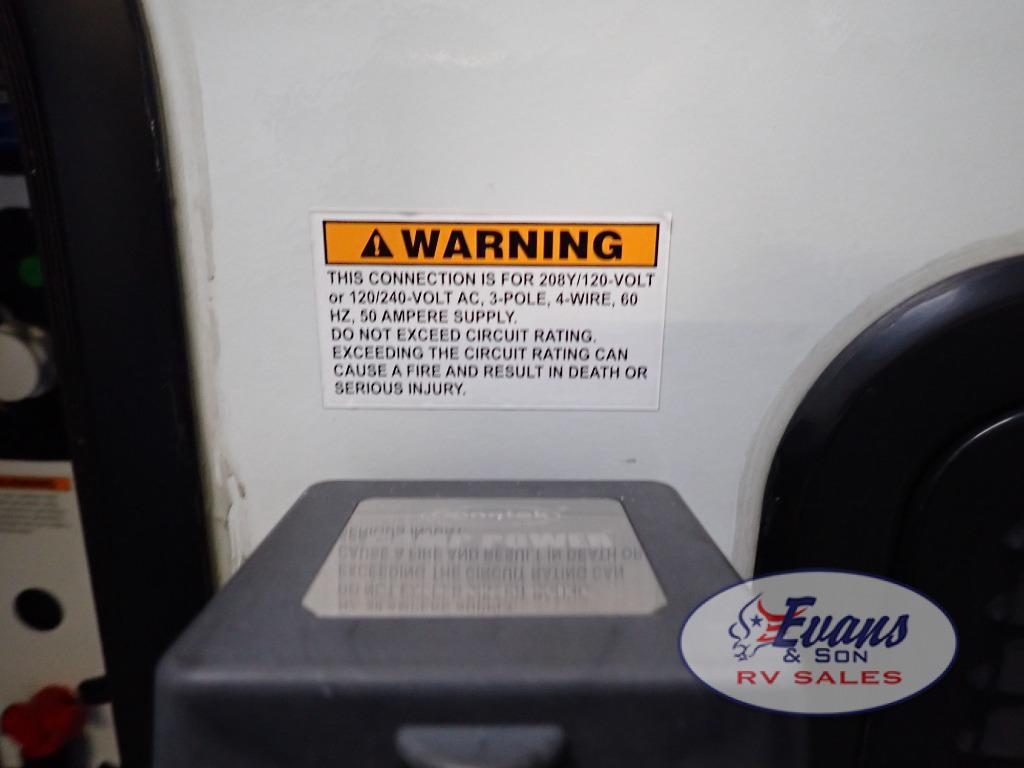 WARNING
THIS CONNECTION IS FOR 208Y/120-VOLT
or 120/240-VOLT AC, 3-POLE, 4-WIRE, 60
HZ, 50 AMPERE SUPPLY.
DO NOT EXCEED CIRCUIT RATING.
EXCEEDING THE CIRCUIT RATING CAN
CAUSE A FIRE AND RESULT IN DEATH OR
SERIOUS INJURY.
POWER
Evans
& SON
RV SALES